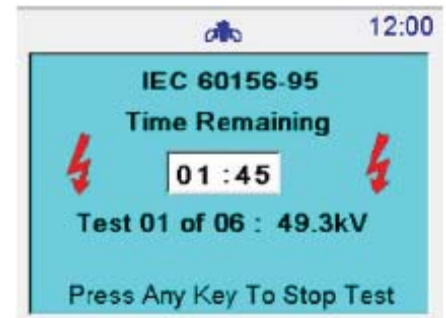 12:00
IEC 60156-95
Time Remaining
01:45
Test 01 of 06 : 49.3kV
Press Any Key To Stop Test